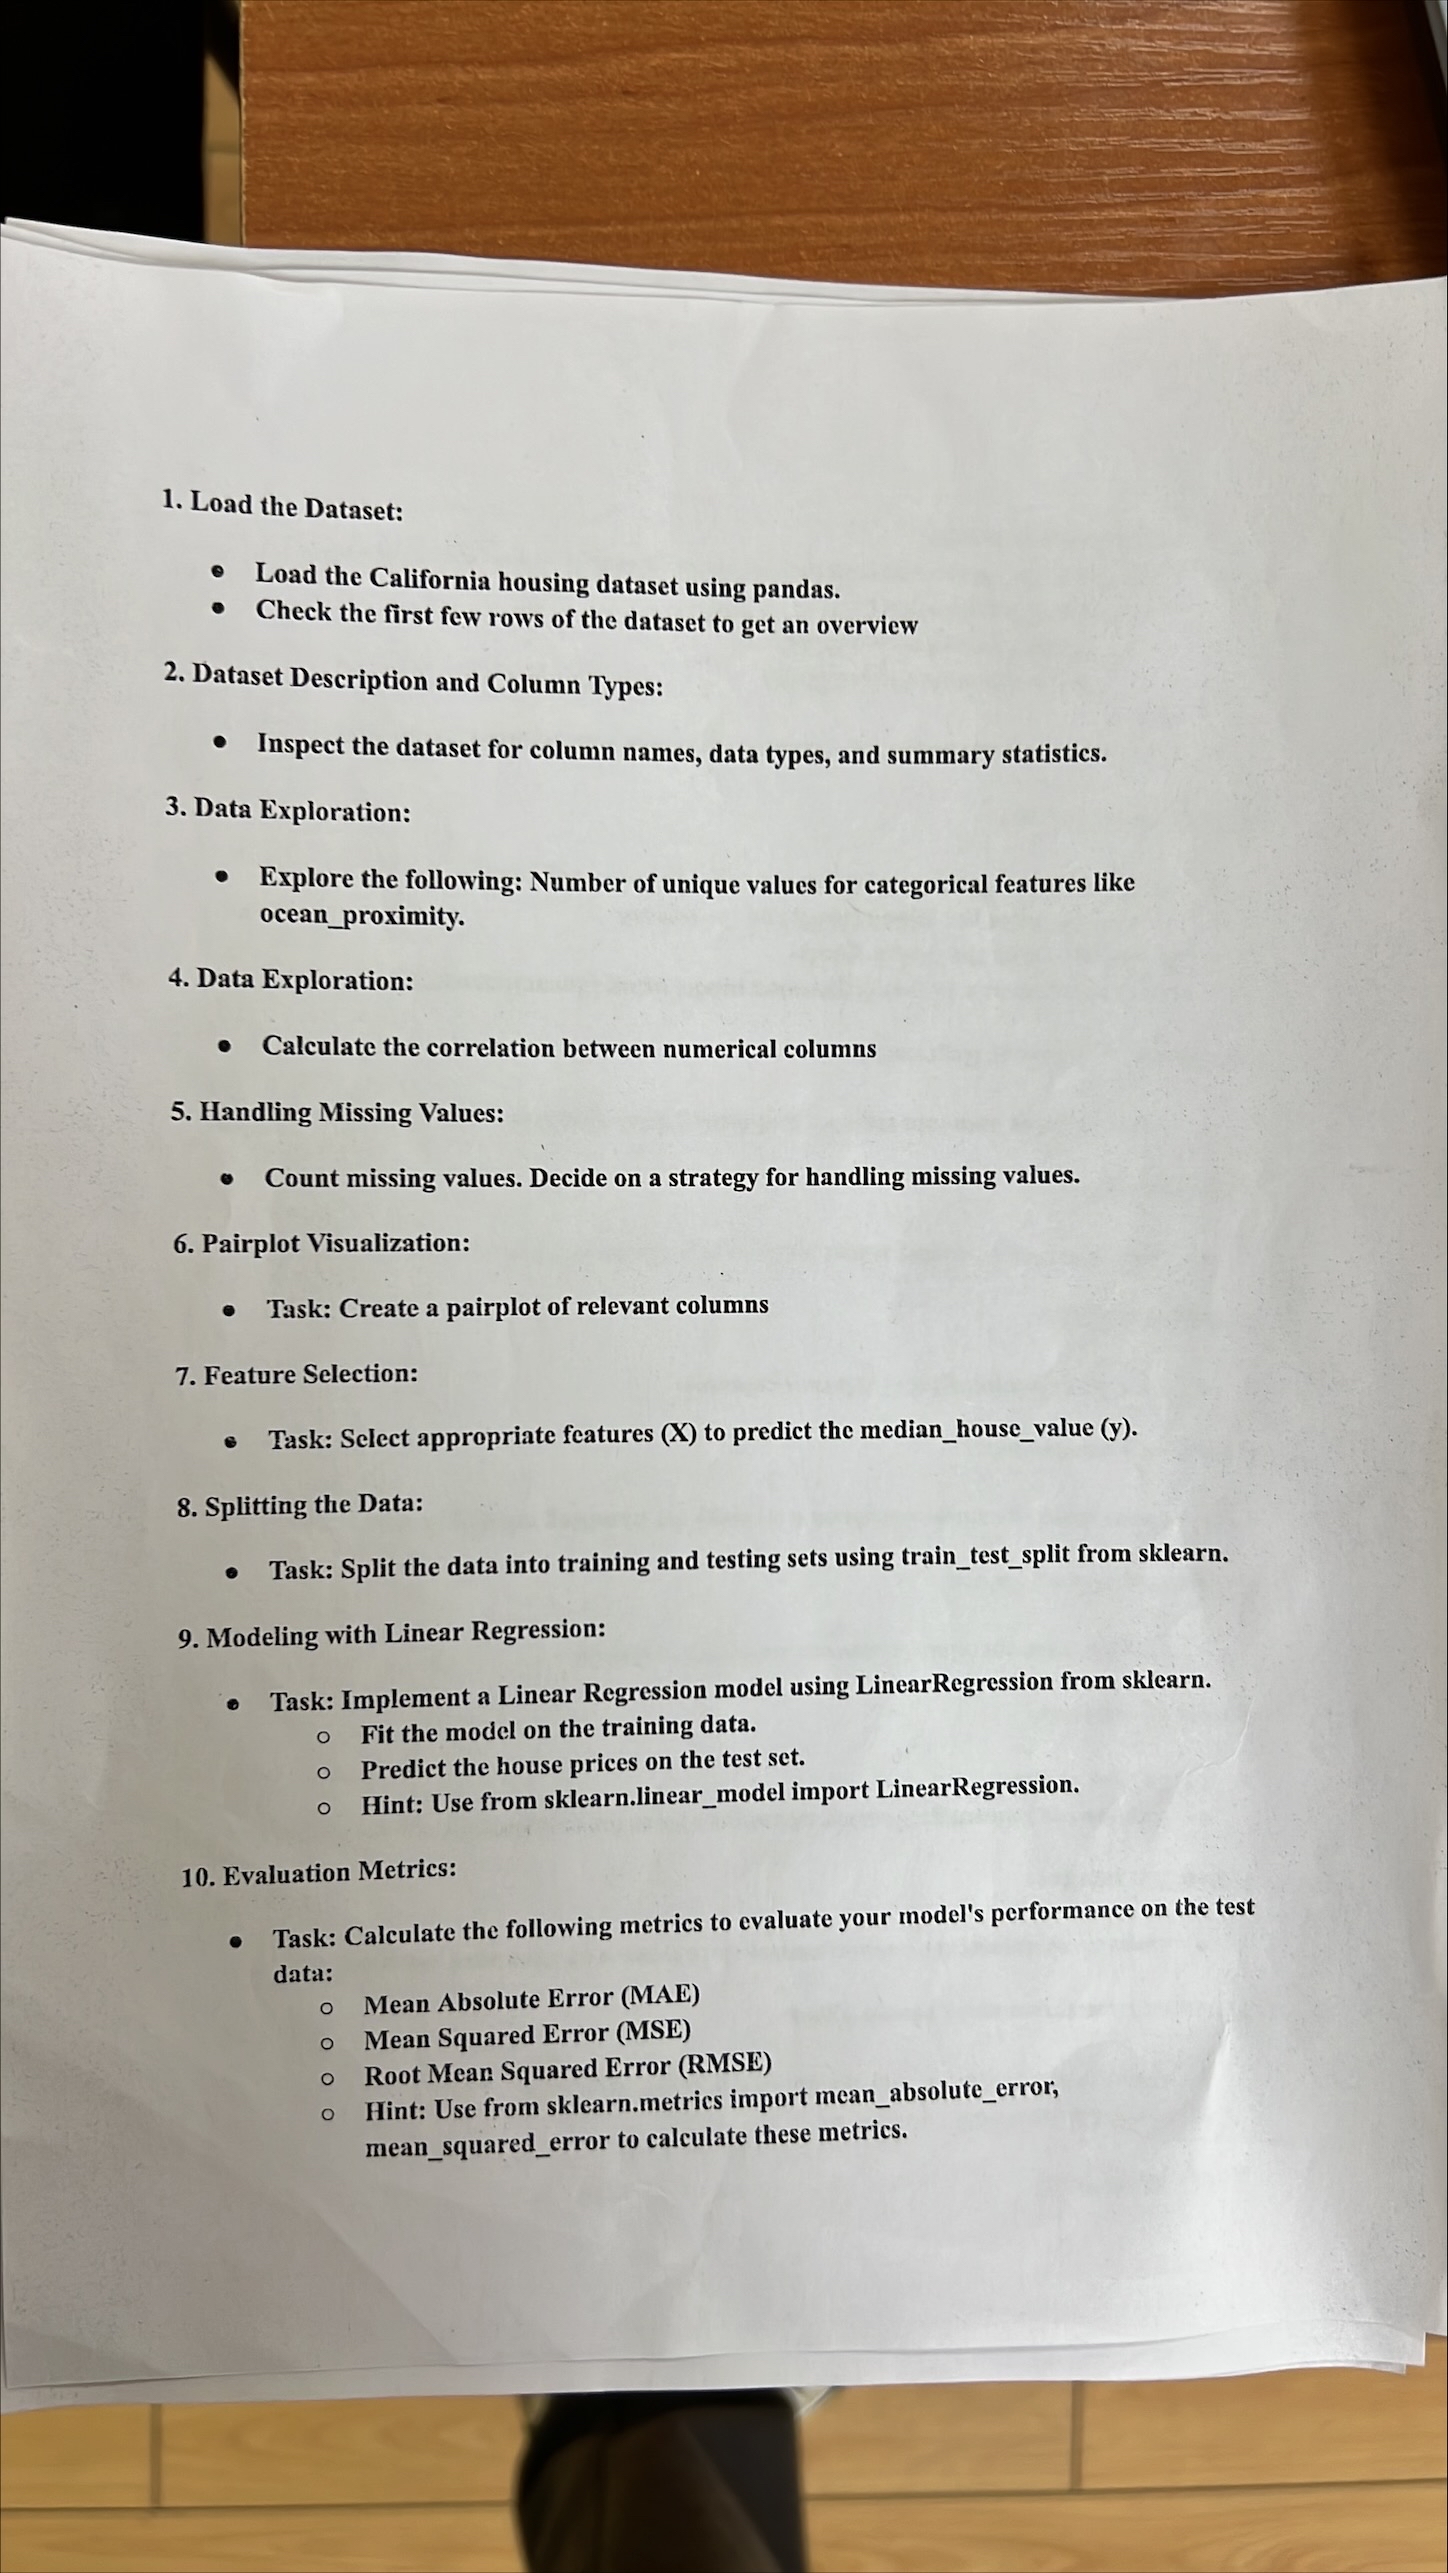 1. Load the Dataset:
● Load the California housing dataset using pandas.
● Check the first few rows of the dataset to get an overview
2. Dataset Description and Column Types:
● Inspect the dataset for column names, data types, and summary statistics.
3. Data Exploration:
● Explore the following: Number of unique values for categorical features like
ocean_proximity.
4. Data Exploration:
● Calculate the correlation between numerical columns
5. Handling Missing Values:
● Count missing values. Decide on a strategy for handling missing values.
6. Pairplot Visualization:
● Task: Create a pairplot of relevant columns
7. Feature Selection:
● Task: Select appropriate features (X) to predict the median_house_value (y).
8. Splitting the Data:
● Task: Split the data into training and testing sets using train_test_split from sklearn.
9. Modeling with Linear Regression:
● Task: Implement a Linear Regression model using LinearRegression from sklearn.
○ Fit the model on the training data.
○ Predict the house prices on the test set.
○ Hint: Use from sklearn.linear_model import LinearRegression.
10. Evaluation Metrics:
● Task: Calculate the following metrics to evaluate your model's performance on the test
data:
○ Mean Absolute Error (MAE)
○ Mean Squared Error (MSE)
○ Root Mean Squared Error (RMSE)
○ Hint: Use from sklearn.metrics import mean_absolute_error,
mean_squared_error to calculate these metrics.